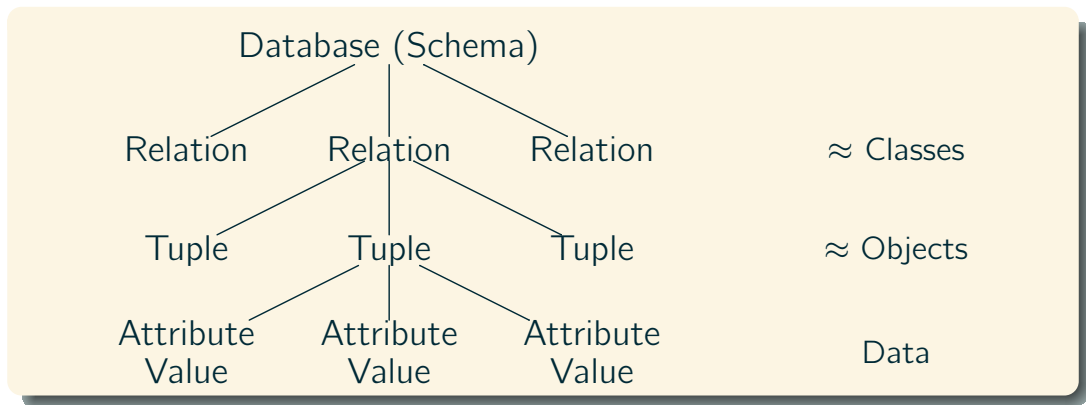 Database (Schema)
Relation Relation Relation ≈ Classes
Tuple Tuple Tuple ≈ Objects
Attribute Attribute Attribute
Value Value Value
Data